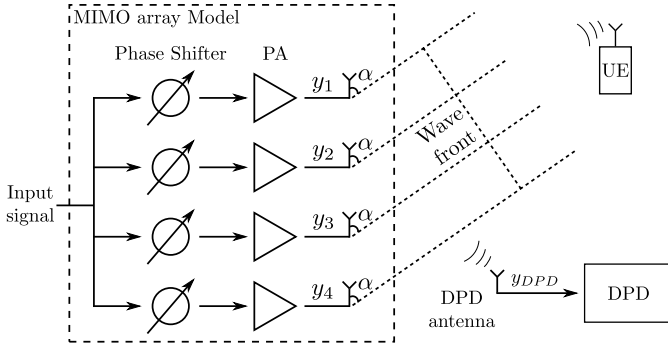 MIMO array Model
Phase Shifter
PA
UE
y1
α
y2
α
y3
α
y4
α
Wave
front
Input
signal
yDPD
DPD
antenna
DPD